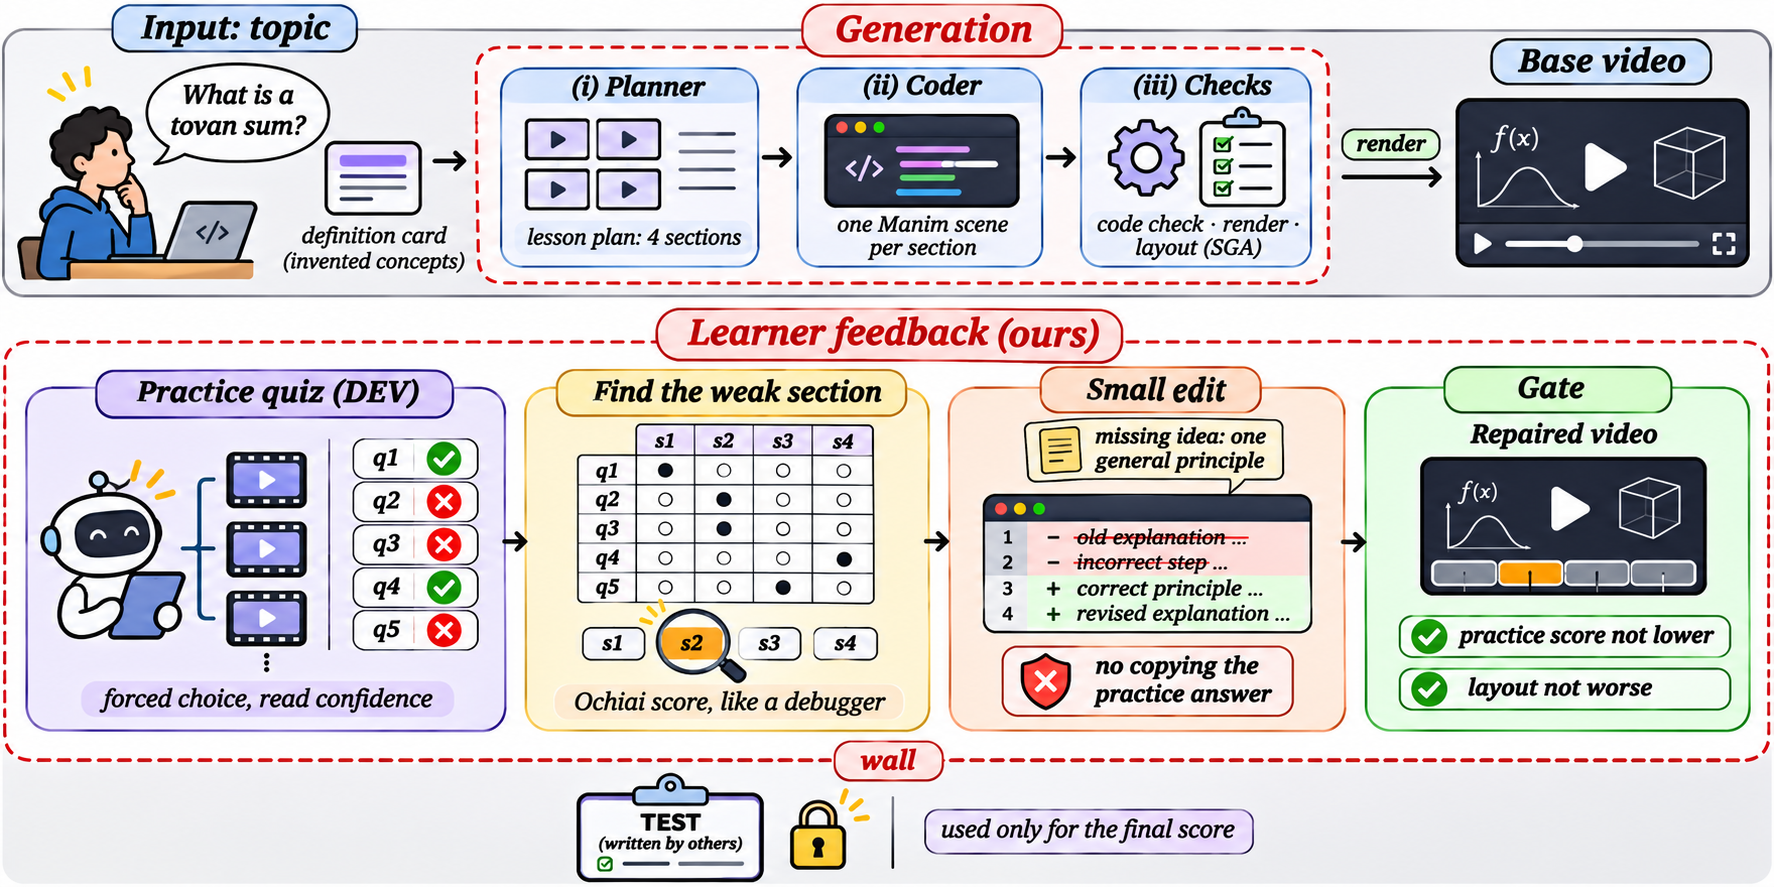 Input: topic
Generation
Base video
What is a
tovan sum?
</>
definition card
(invented concepts)
(i) Planner
lesson plan: 4 sections
(ii) Coder
</>
one Manim scene
per section
(iii) Checks
code check · render ·
layout (SGA)
render
f(x)
Learner feedback (ours)
Practice quiz (DEV)
q1
q2
q3
q4
q5
forced choice, read confidence
Find the weak section
s1 s2 s3 s4
q1
q2
q3
q4
q5
s1 s2 s3 s4
Ochiai score, like a debugger
Small edit
missing idea: one
general principle
1 - old explanation ...
2 - incorrect step ...
3 + correct principle ...
4 + revised explanation ...
no copying the
practice answer
Gate
Repaired video
f(x)
practice score not lower
layout not worse
wall
TEST
(written by others)
used only for the final score